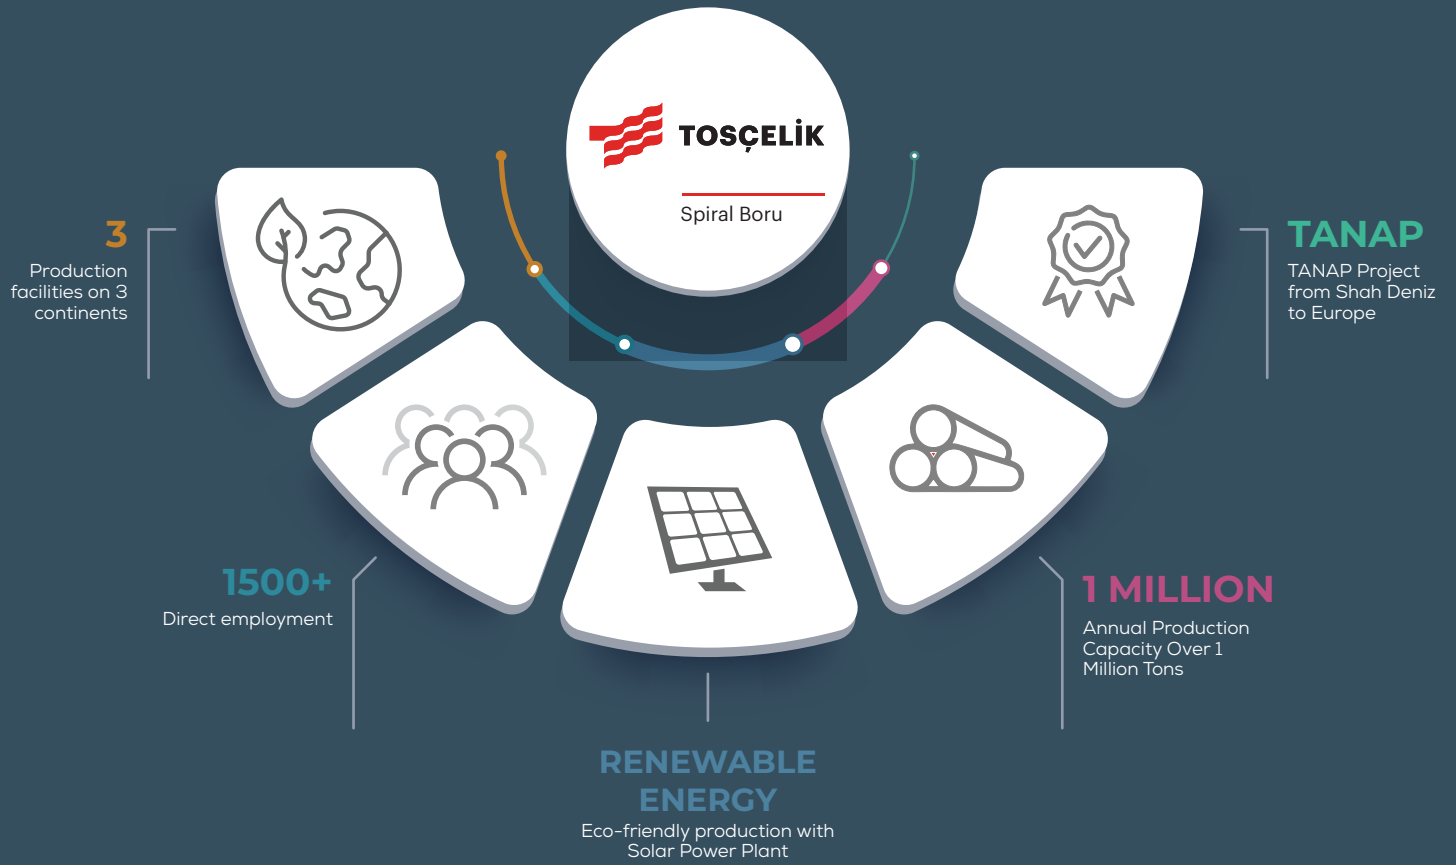 TOSÇELİK
Spiral Boru
3
Production
facilities on 3
continents
1500+
Direct employment
RENEWABLE
ENERGY
Eco-friendly production with
Solar Power Plant
1 MILLION
Annual Production
Capacity Over 1
Million Tons
TANAP
TANAP Project
from Shah Deniz
to Europe